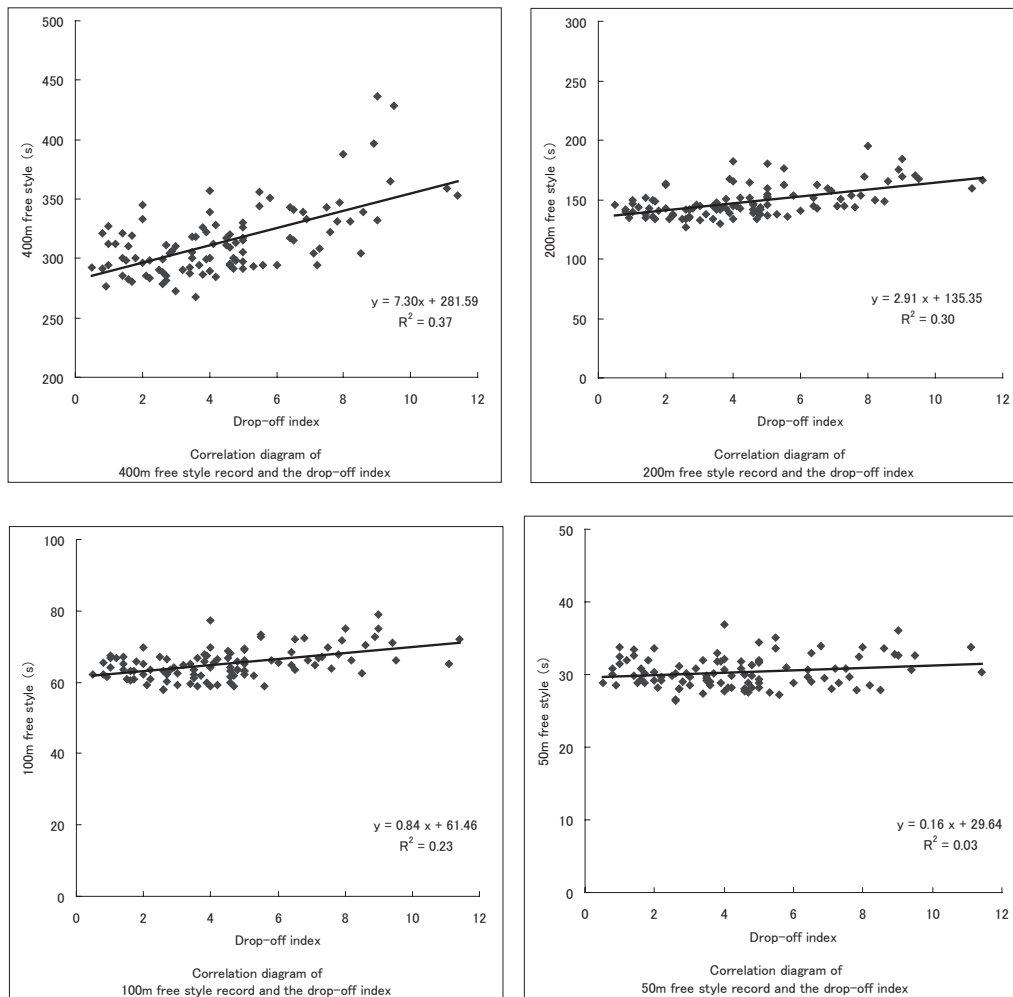 500
450
400
350
300
250
200
400m free style (s)
0 2 4 6 8 10 12
Drop-off index
y = 7.30x + 281.59
R² = 0.37
Correlation diagram of
400m free style record and the drop-off index
300
250
200
150
100
50
0
200m free style (s)
0 2 4 6 8 10 12
Drop-off index
y = 2.91 x + 135.35
R² = 0.30
Correlation diagram of
200m free style record and the drop-off index
100
80
60
40
20
0
100m free style (s)
0 2 4 6 8 10 12
Drop-off index
y = 0.84 x + 61.46
R² = 0.23
Correlation diagram of
100m free style record and the drop-off index
50
40
30
20
10
0
50m free style (s)
0 2 4 6 8 10 12
Drop-off index
y = 0.16 x + 29.64
R² = 0.03
Correlation diagram of
50m free style record and the drop-off index